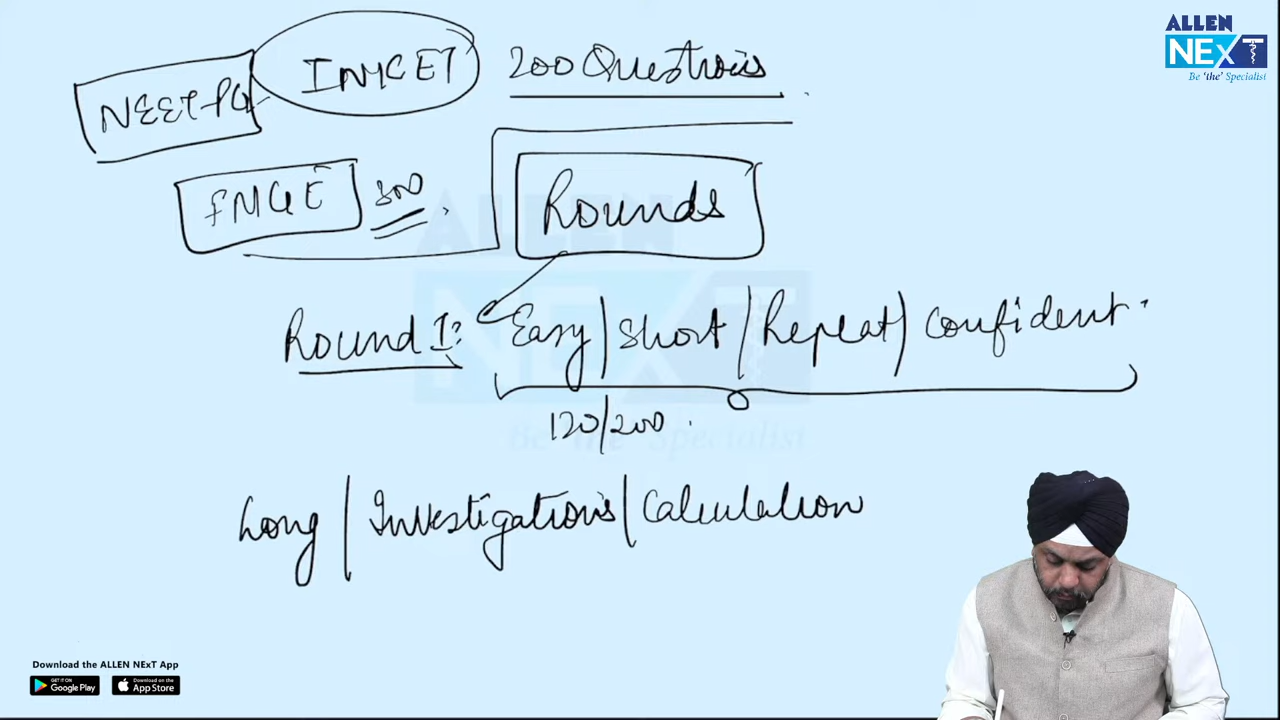 ALLEN
NExT
Be 'the' Specialist
INICET 200 Questions
NEET-PG
FMGE 300
Rounds
Round I: Easy | Short | Repeat | Confident
120/200
Long | Investigations | Calculation
Download the ALLEN NExT App
GET IT ON Google Play
Download on the App Store